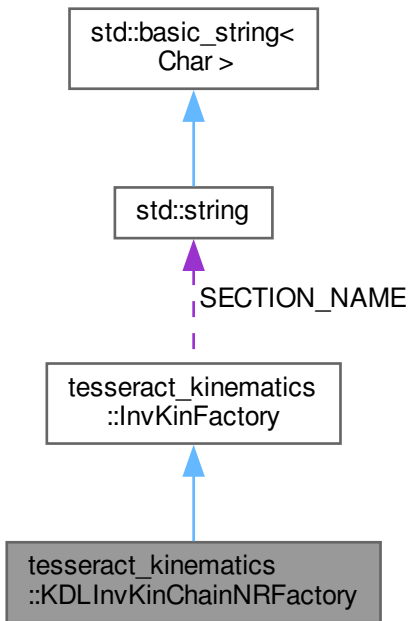 std::basic_string<
Char >
std::string
SECTION_NAME
tesseract_kinematics
::InvKinFactory
tesseract_kinematics
::KDLInvKinChainNRFactory